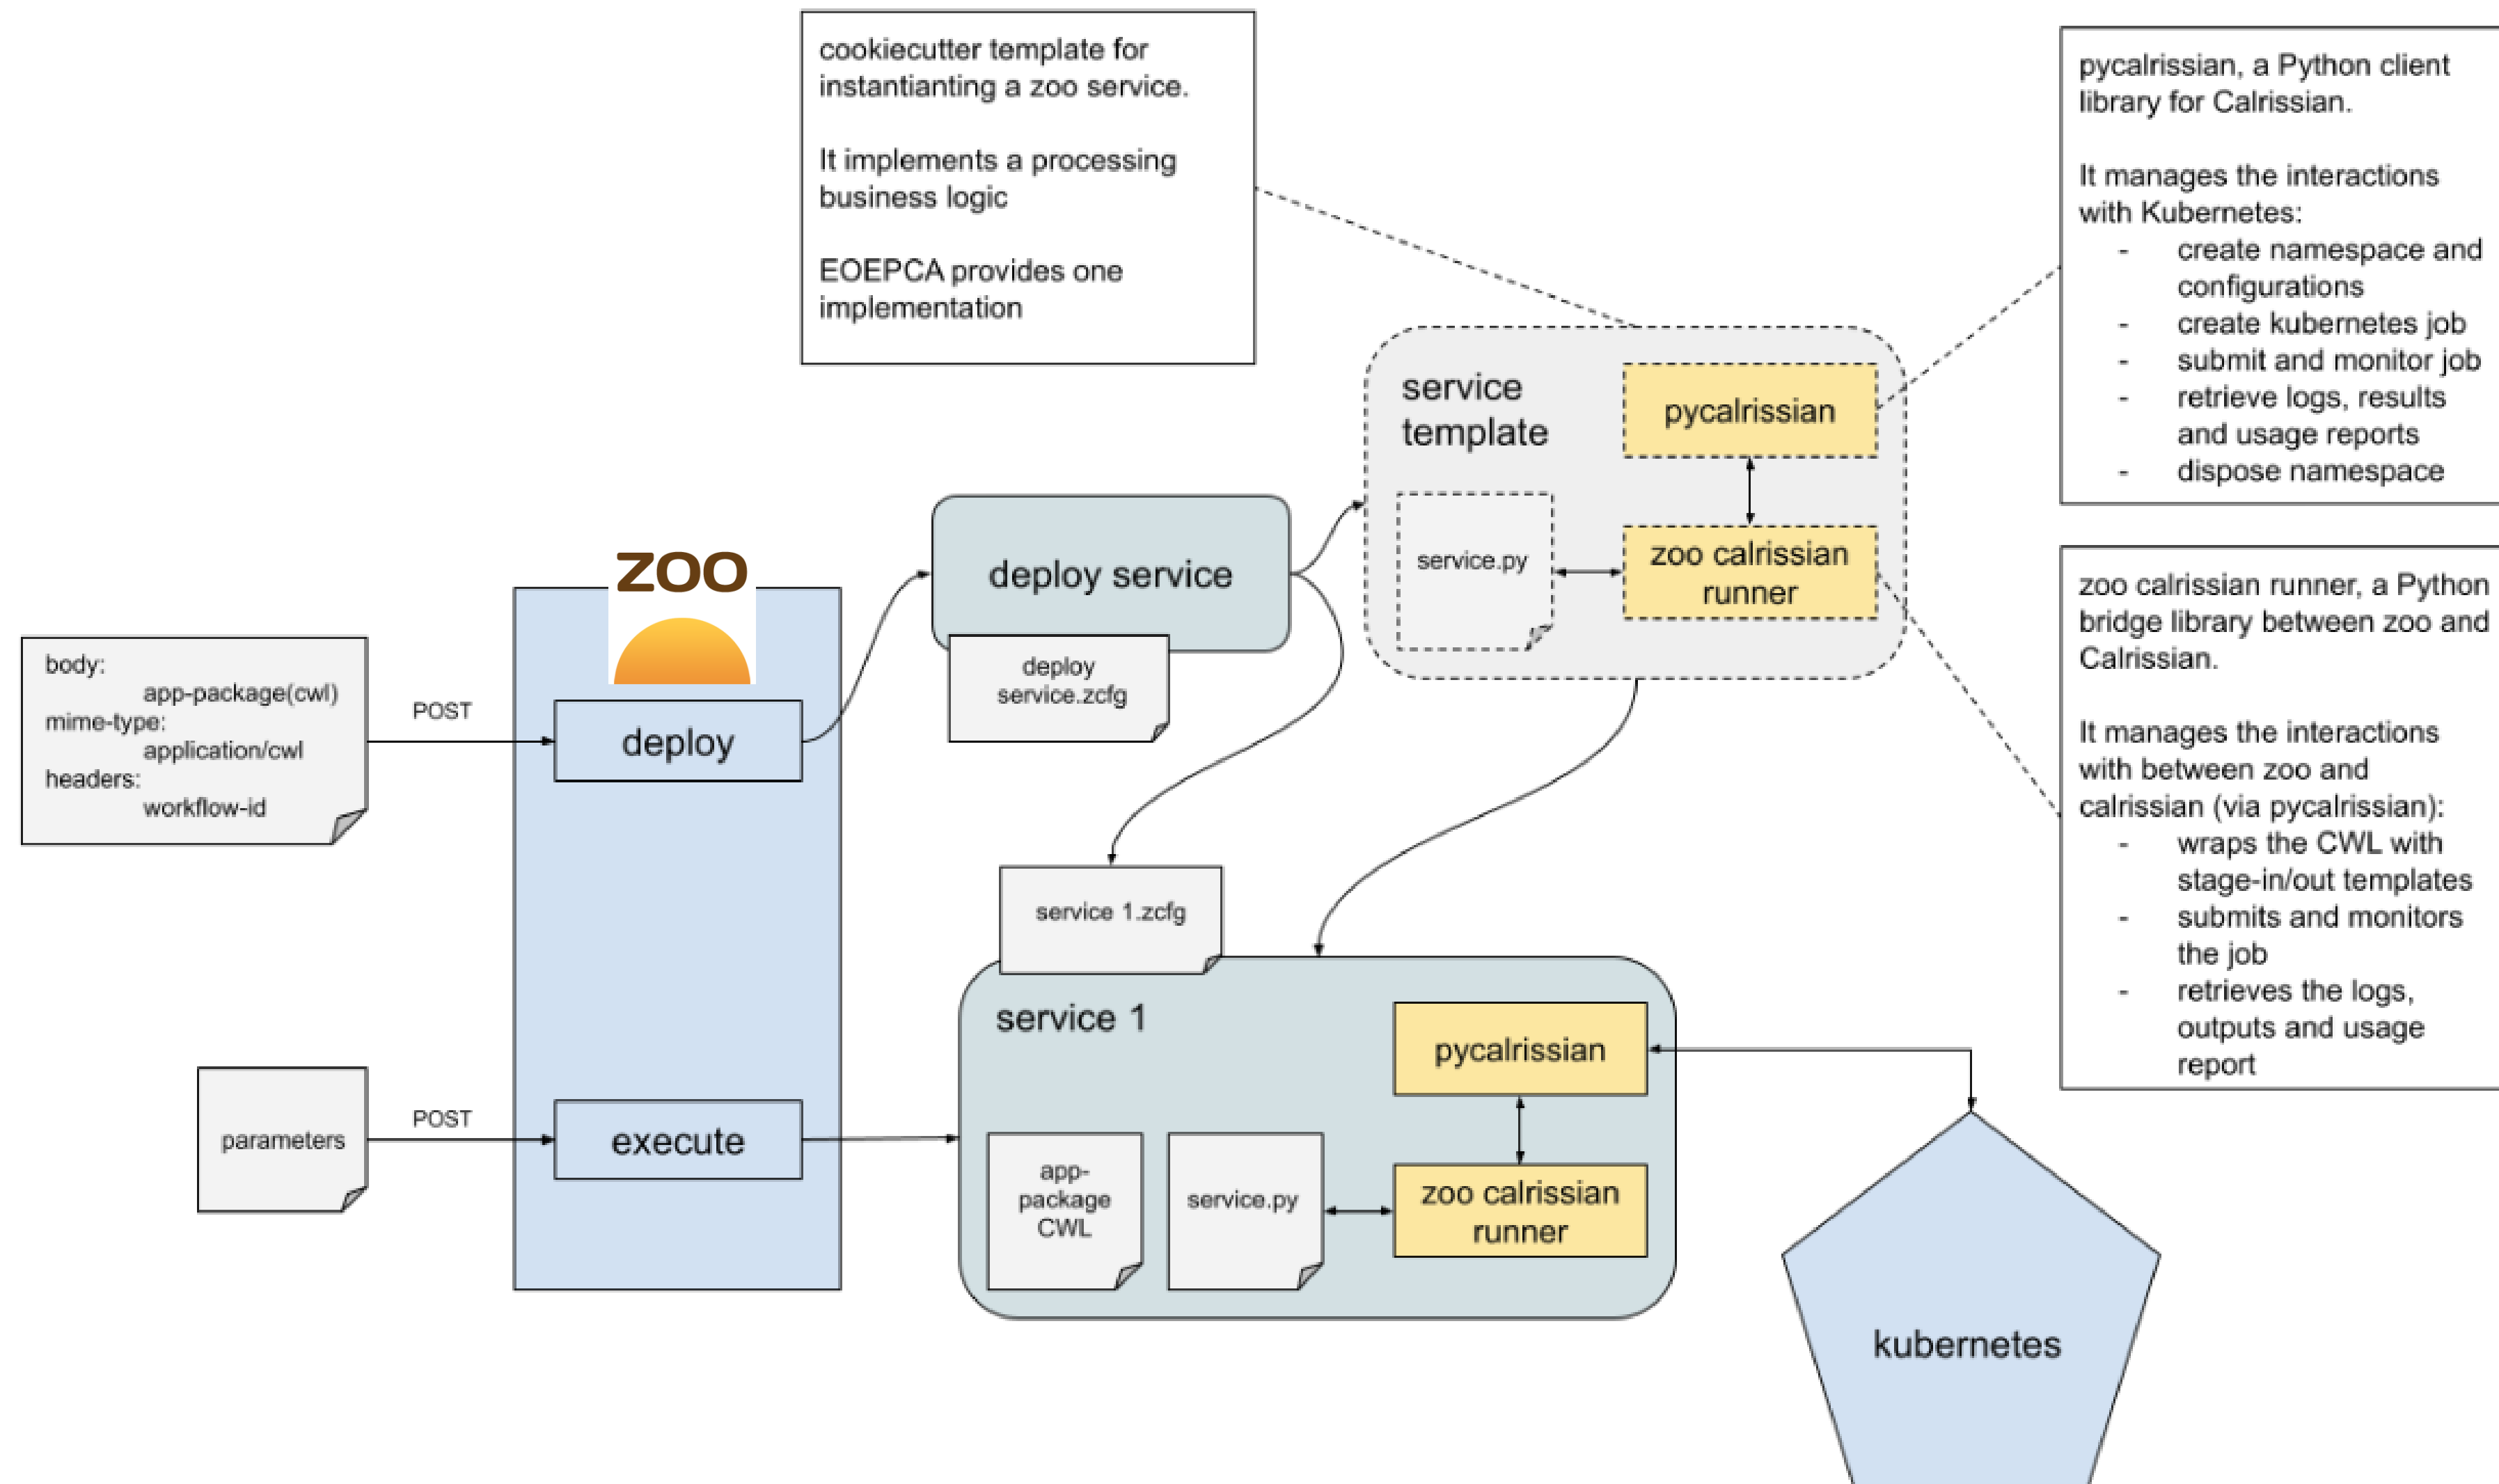 cookiecutter template for
instantianting a zoo service.
It implements a processing
business logic
EOEPCA provides one
implementation
pycalrissian, a Python client
library for Calrissian.
It manages the interactions
with Kubernetes:
- create namespace and
configurations
- create kubernetes job
- submit and monitor job
- retrieve logs, results
and usage reports
- dispose namespace
service
template
pycalrissian
service.py
zoo calrissian
runner
zoo calrissian runner, a Python
bridge library between zoo and
Calrissian.
It manages the interactions
with between zoo and
calrissian (via pycalrissian):
- wraps the CWL with
stage-in/out templates
- submits and monitors
the job
- retrieves the logs,
outputs and usage
report
ZOO
deploy service
deploy
service.zcfg
body:
app-package(cwl)
mime-type:
application/cwl
headers:
workflow-id
POST
deploy
service 1.zcfg
service 1
pycalrissian
parameters
POST
execute
app-
package
CWL
service.py
zoo calrissian
runner
kubernetes